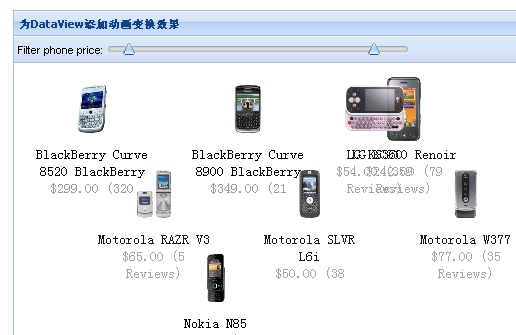 为DataView添加动画变换效果
Filter phone price:
BlackBerry Curve
8520 BlackBerry
$299.00 (320
BlackBerry Curve
8900 BlackBerry
$349.00 (21
Renoir
$54.00
(79
Reviews)
Reviews)
Motorola RAZR V3
$65.00 (5
Reviews)
Motorola SLVR
L6i
$50.00 (38
Motorola W377
$77.00 (35
Reviews)
Nokia N85